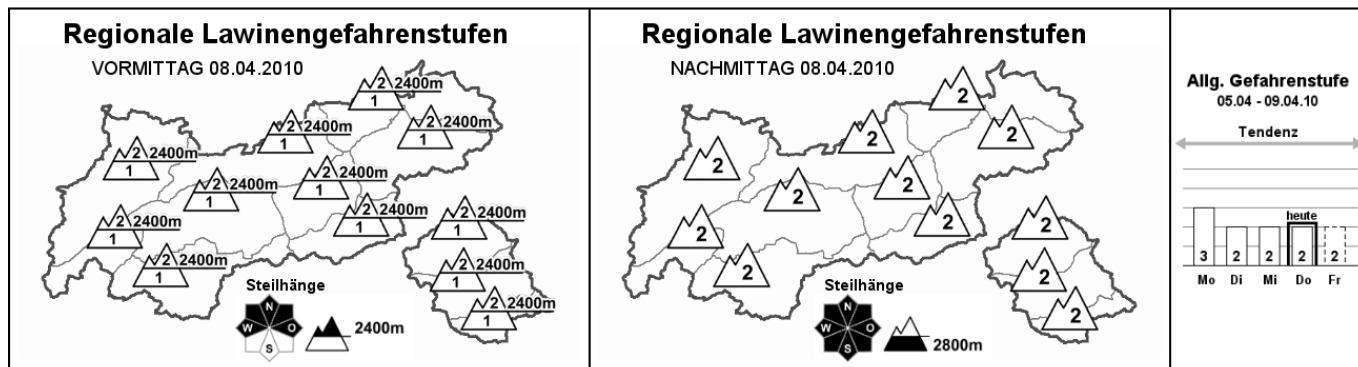 Regionale Lawinengefahrenstufen
VORMITTAG 08.04.2010
2 2400m
1
2 2400m
1
2 2400m
1
2 2400m
1
2 2400m
1
2 2400m
1
2 2400m
1
2 2400m
1
2 2400m
1
2 2400m
1
2 2400m
1
2 2400m
1
Steilhänge
N
W O
S
2400m
Regionale Lawinengefahrenstufen
NACHMITTAG 08.04.2010
2
2
2
2
2
2
2
2
2
2
2
2
Steilhänge
N
W O
S
2800m
Allg. Gefahrenstufe
05.04 - 09.04.10
Tendenz
heute
3 2 2 2 2
Mo Di Mi Do Fr